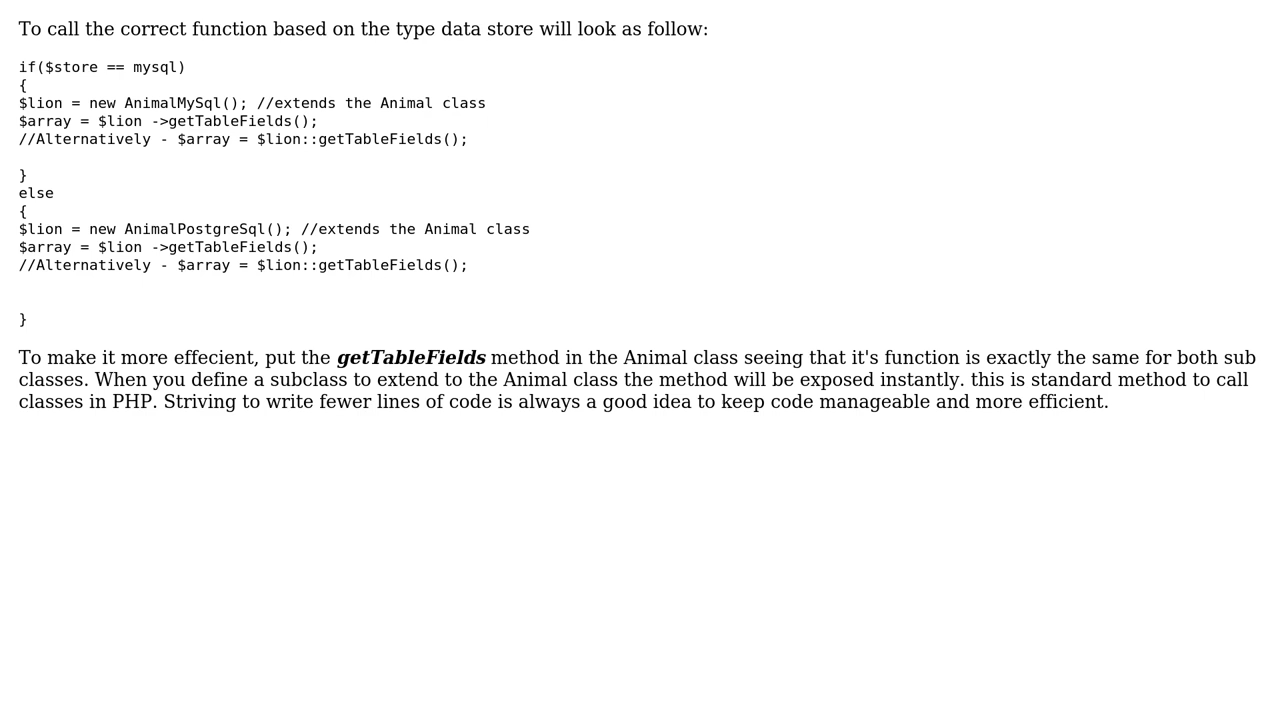 To call the correct function based on the type data store will look as follow:
if($store == mysql)
{
$lion = new AnimalMySql(); //extends the Animal class
$array = $lion ->getTableFields();
//Alternatively - $array = $lion::getTableFields();
}
else
{
$lion = new AnimalPostgreSql(); //extends the Animal class
$array = $lion ->getTableFields();
//Alternatively - $array = $lion::getTableFields();
}
To make it more effecient, put the getTableFields method in the Animal class seeing that it's function is exactly the same for both sub
classes. When you define a subclass to extend to the Animal class the method will be exposed instantly. this is standard method to call
classes in PHP. Striving to write fewer lines of code is always a good idea to keep code manageable and more efficient.